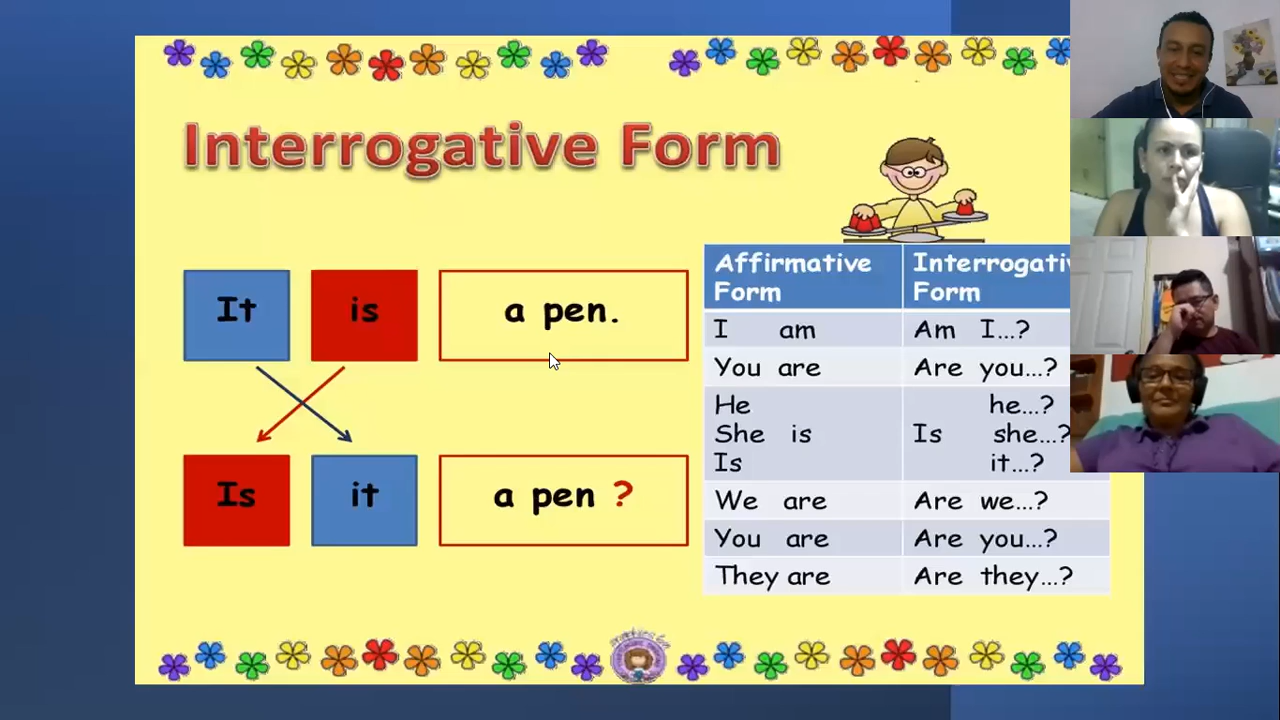 Interrogative Form
It is a pen.
Is it a pen ?
Affirmative Form
Interrogative Form
I am
Am I...?
You are
Are you...?
He
She is
Is
he...?
Is she...?
it...?
We are
Are we...?
You are
Are you...?
They are
Are they...?